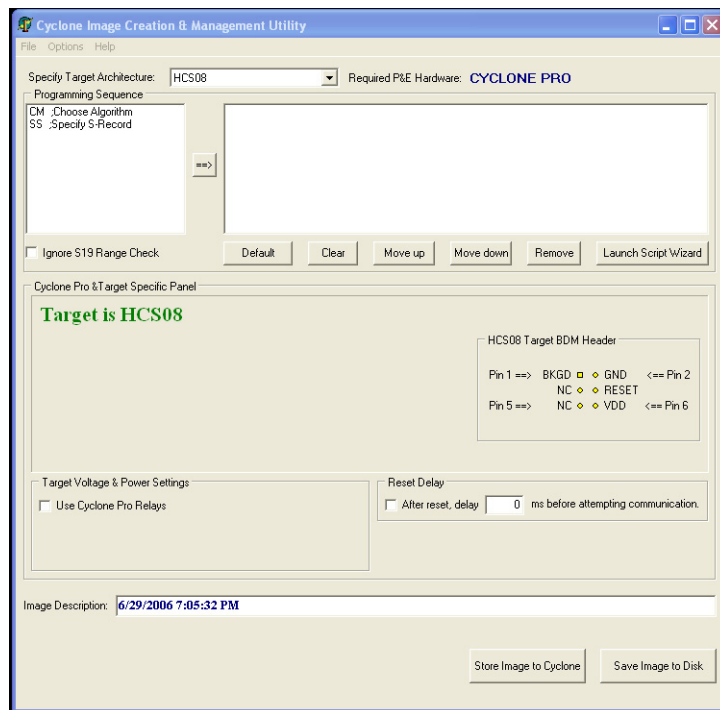 Cyclone Image Creation & Management Utility
File Options Help
Specify Target Architecture: HCS08 Required P&E Hardware: CYCLONE PRO
Programming Sequence
CM ;Choose Algorithm
SS ;Specify S-Record
==>
Ignore S19 Range Check Default Clear Move up Move down Remove Launch Script Wizard
Cyclone Pro &Target Specific Panel
Target is HCS08
HCS08 Target BDM Header
Pin 1 ==> BKGD GND <== Pin 2
NC RESET
Pin 5 ==> NC VDD <== Pin 6
Target Voltage & Power Settings Reset Delay
Use Cyclone Pro Relays After reset, delay 0 ms before attempting communication.
Image Description: 6/29/2006 7:05:32 PM
Store Image to Cyclone Save Image to Disk